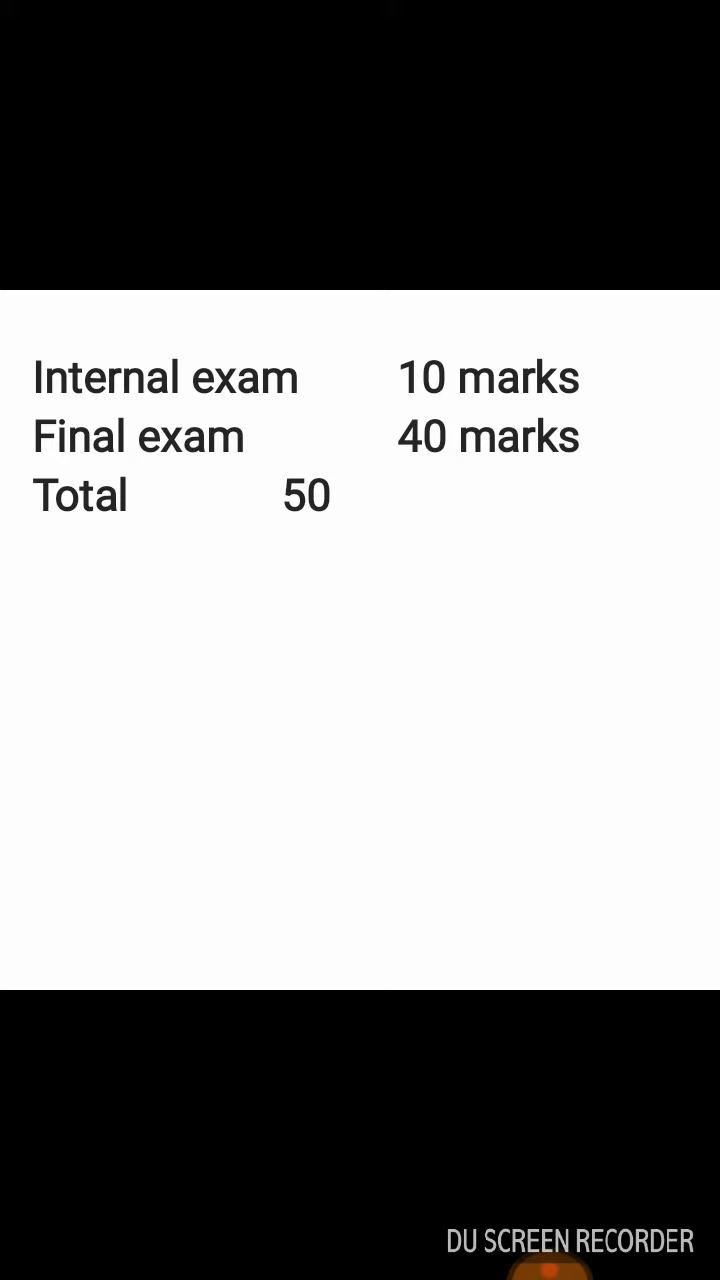 Internal exam 10 marks
Final exam 40 marks
Total 50
DU SCREEN RECORDER